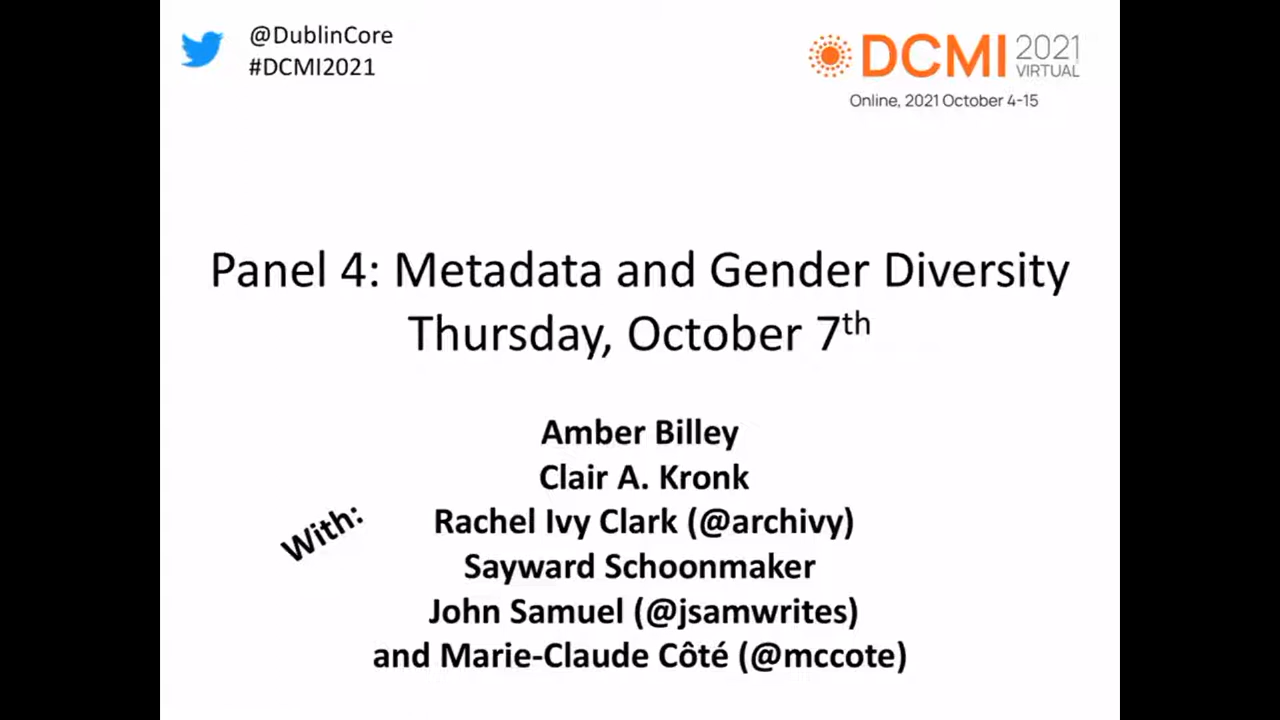 @DublinCore
#DCMI2021
DCMI 2021
VIRTUAL
Online, 2021 October 4-15
Panel 4: Metadata and Gender Diversity
Thursday, October 7th
With:
Amber Billey
Clair A. Kronk
Rachel Ivy Clark (@archivy)
Sayward Schoonmaker
John Samuel (@jsamwrites)
and Marie-Claude Côté (@mccote)